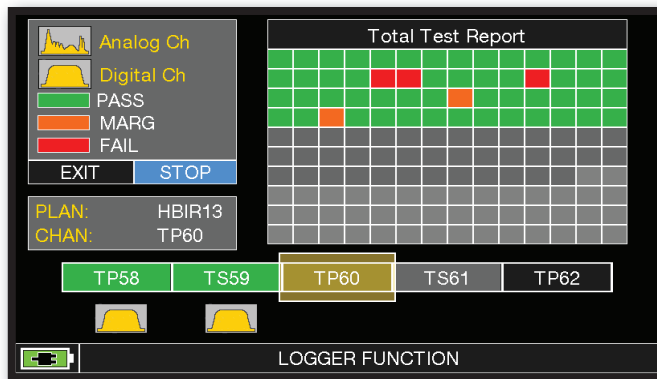 Analog Ch
Digital Ch
PASS
MARG
FAIL
EXIT STOP
PLAN: HBIR13
CHAN: TP60
Total Test Report
TP58 TS59 TP60 TS61 TP62
LOGGER FUNCTION